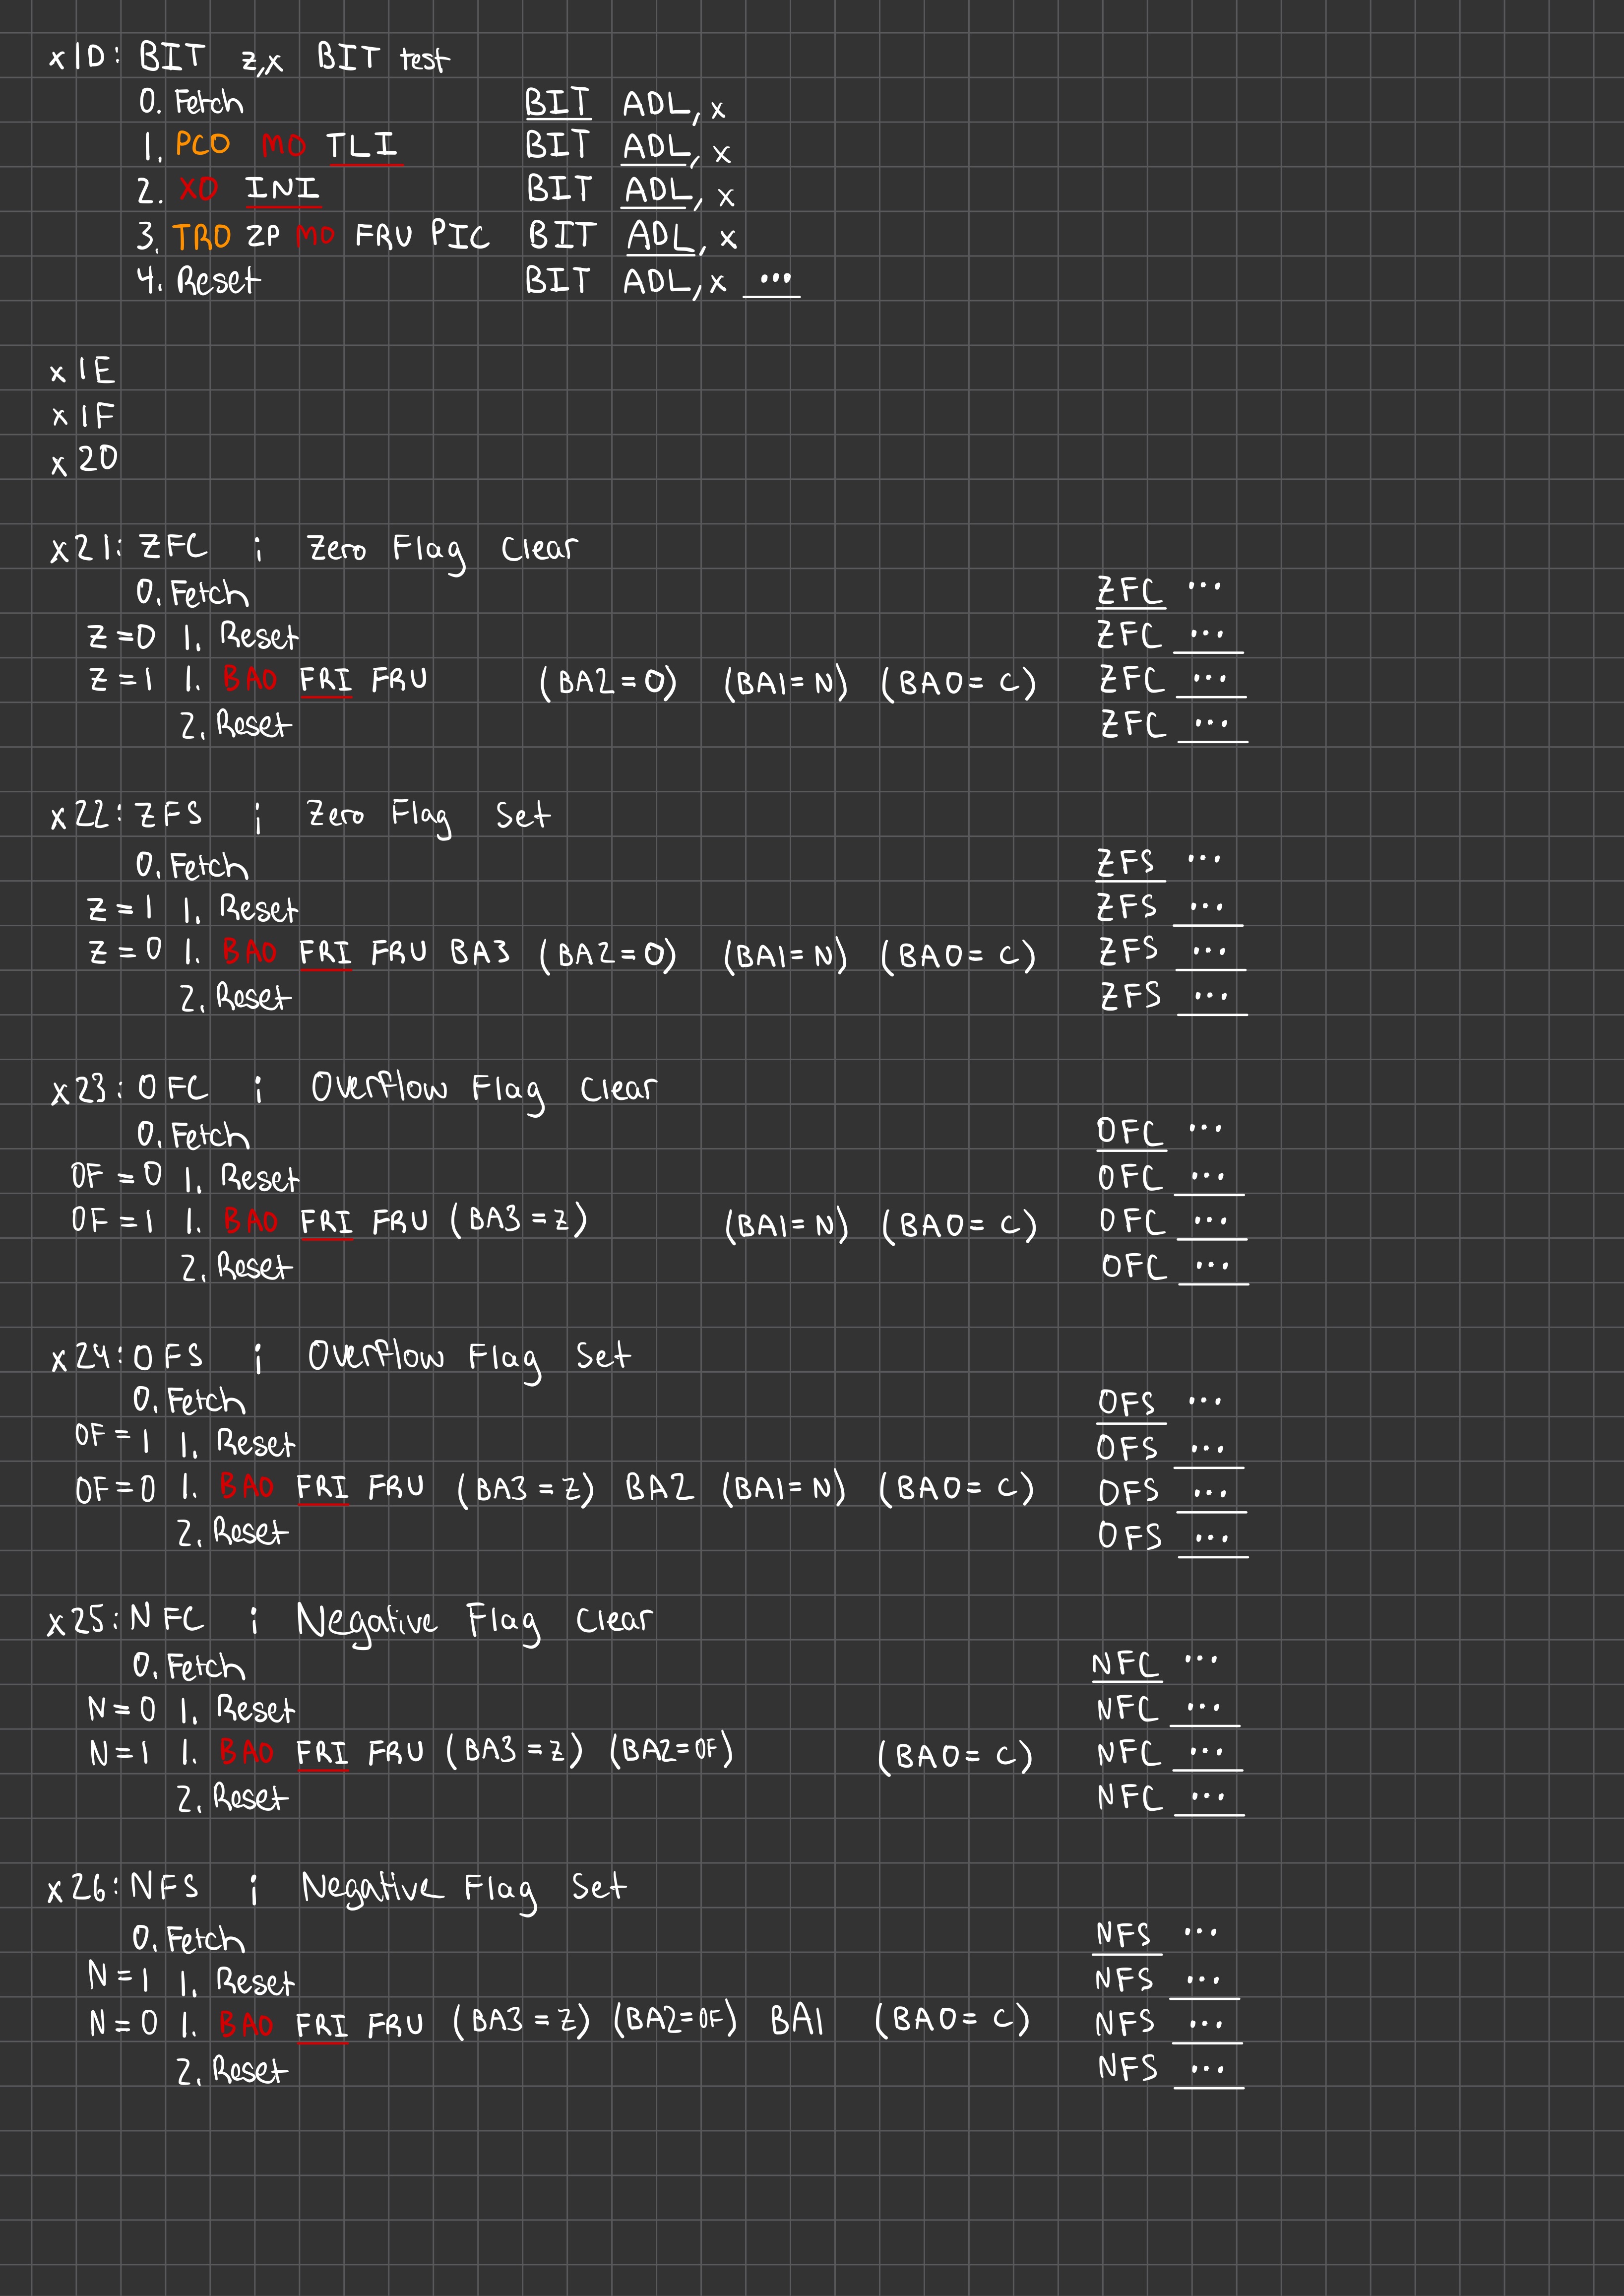 x1D: BIT z,x BIT test
0. Fetch BIT ADL, x
1. PCO MO TLI BIT ADL, x
2. XO INI BIT ADL, x
3. TRO ZP MO FRU PIC BIT ADL, x
4. Reset BIT ADL, x ...
x1E
x1F
x20
x21: ZFC i Zero Flag Clear
0. Fetch ZFC ...
Z=0 1. Reset ZFC ...
Z=1 1. BAO FRI FRU (BA2=0) (BA1=N) (BA0=C) ZFC ...
2. Reset ZFC ...
x22: ZFS i Zero Flag Set
0. Fetch ZFS ...
Z=1 1. Reset ZFS ...
Z=0 1. BAO FRI FRU BA3 (BA2=0) (BA1=N) (BA0=C) ZFS ...
2. Reset ZFS ...
x23: OFC i Overflow Flag Clear
0. Fetch OFC ...
OF=0 1. Reset OFC ...
OF=1 1. BAO FRI FRU (BA3=Z) (BA1=N) (BA0=C) OFC ...
2. Reset OFC ...
x24: OFS i Overflow Flag Set
0. Fetch OFS ...
OF=1 1. Reset OFS ...
OF=0 1. BAO FRI FRU (BA3=Z) BA2 (BA1=N) (BA0=C) OFS ...
2. Reset OFS ...
x25: NFC i Negative Flag Clear
0. Fetch NFC ...
N=0 1. Reset NFC ...
N=1 1. BAO FRI FRU (BA3=Z) (BA2=OF) (BA0=C) NFC ...
2. Reset NFC ...
x26: NFS i Negative Flag Set
0. Fetch NFS ...
N=1 1. Reset NFS ...
N=0 1. BAO FRI FRU (BA3=Z) (BA2=OF) BA1 (BA0=C) NFS ...
2. Reset NFS ...